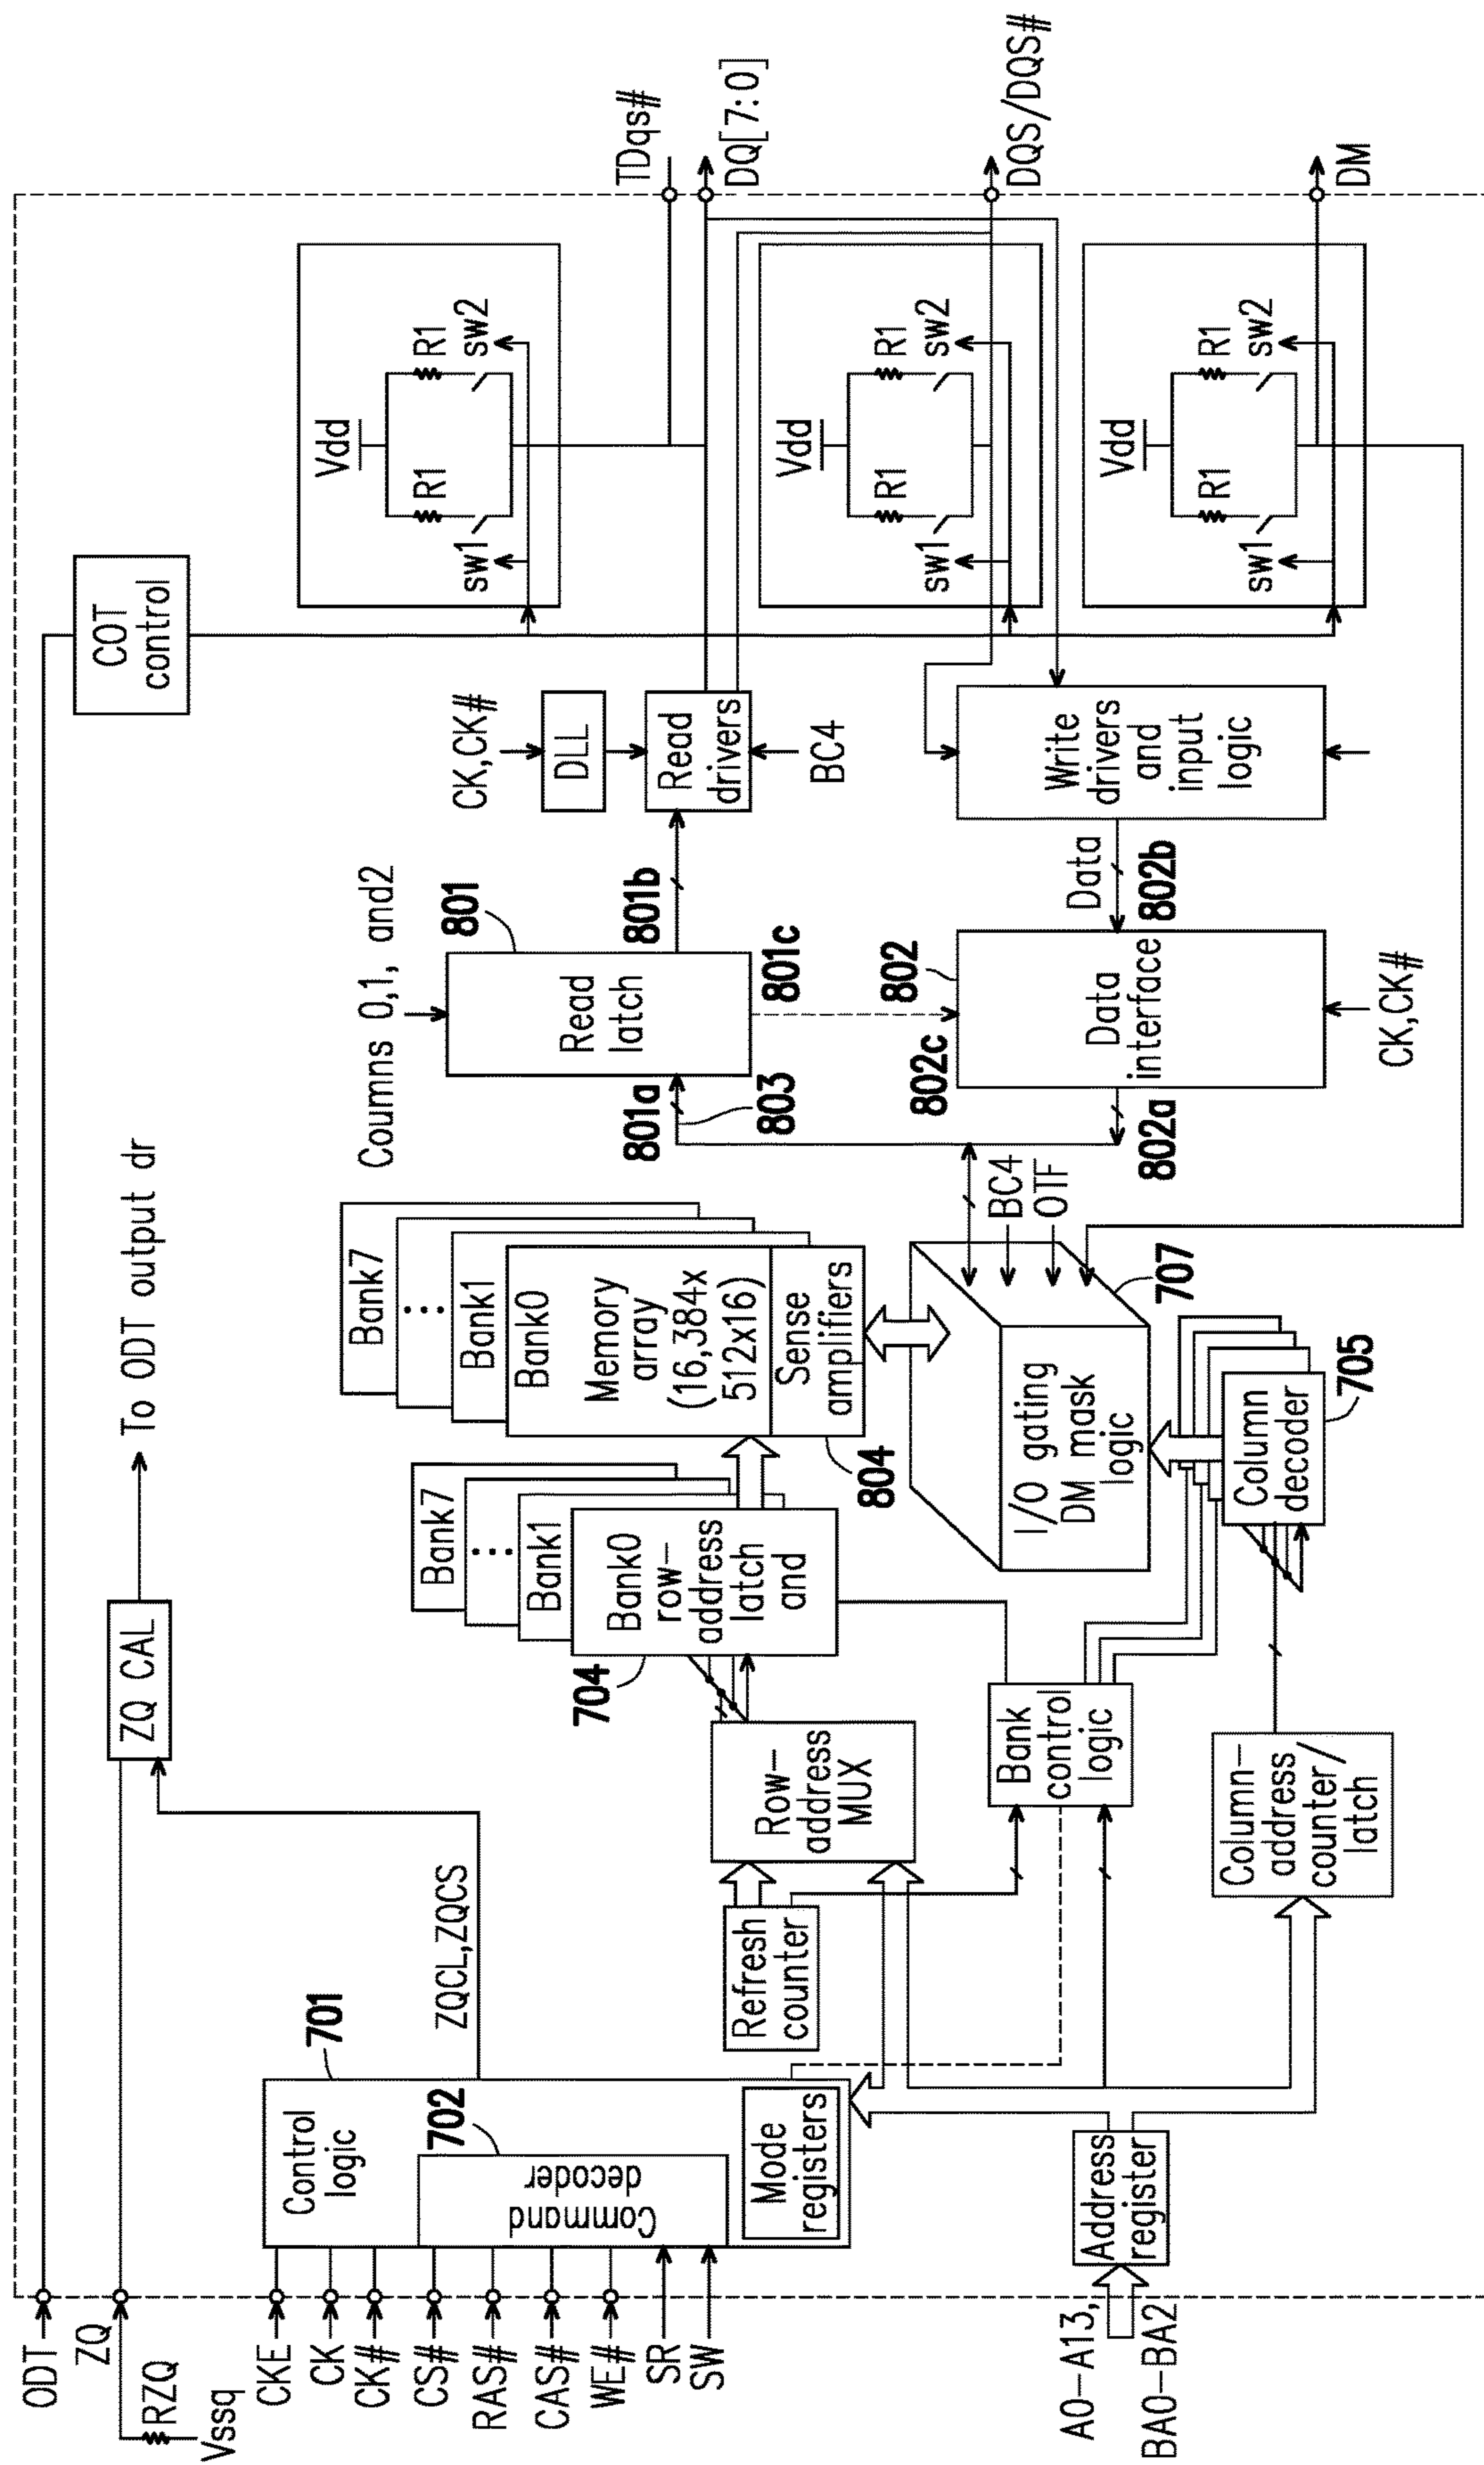 ODT
ZQ
RZQ
Vssq
CKE
CK
CK#
CS#
RAS#
CAS#
WE#
SR
SW
A0-A13,
BA0-BA2
Control
logic
701
Command
decoder
702
Mode
registers
Address
register
ZQCL,ZQCS
ZQ CAL
To ODT output dr
Refresh
counter
Row-
address
MUX
Bank
control
logic
Column-
address
counter/
latch
Bank7
Bank1
Bank0
row-
address
latch
and
704
Bank7
Bank1
Bank0
Memory
array
(16,384x
512x16)
Sense
amplifiers
804
I/O gating
DM mask
logic
707
Column
decoder
705
BC4
OTF
Coumns 0,1, and2
Read
latch
801
801a
801b
801c
803
Data
interface
802
802a
802b
802c
Data
CK,CK#
CK,CK#
DLL
Read
drivers
BC4
Write
drivers
and
input
logic
COT
control
Vdd
R1
R1
sw1
sw2
Vdd
R1
R1
sw1
sw2
Vdd
R1
R1
sw1
sw2
TDqs#
DQ[7:0]
DQS/DQS#
DM